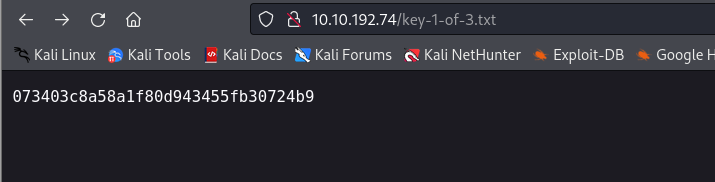 10.10.192.74/key-1-of-3.txt
Kali Linux Kali Tools Kali Docs Kali Forums Kali NetHunter Exploit-DB Google H
073403c8a58a1f80d943455fb30724b9